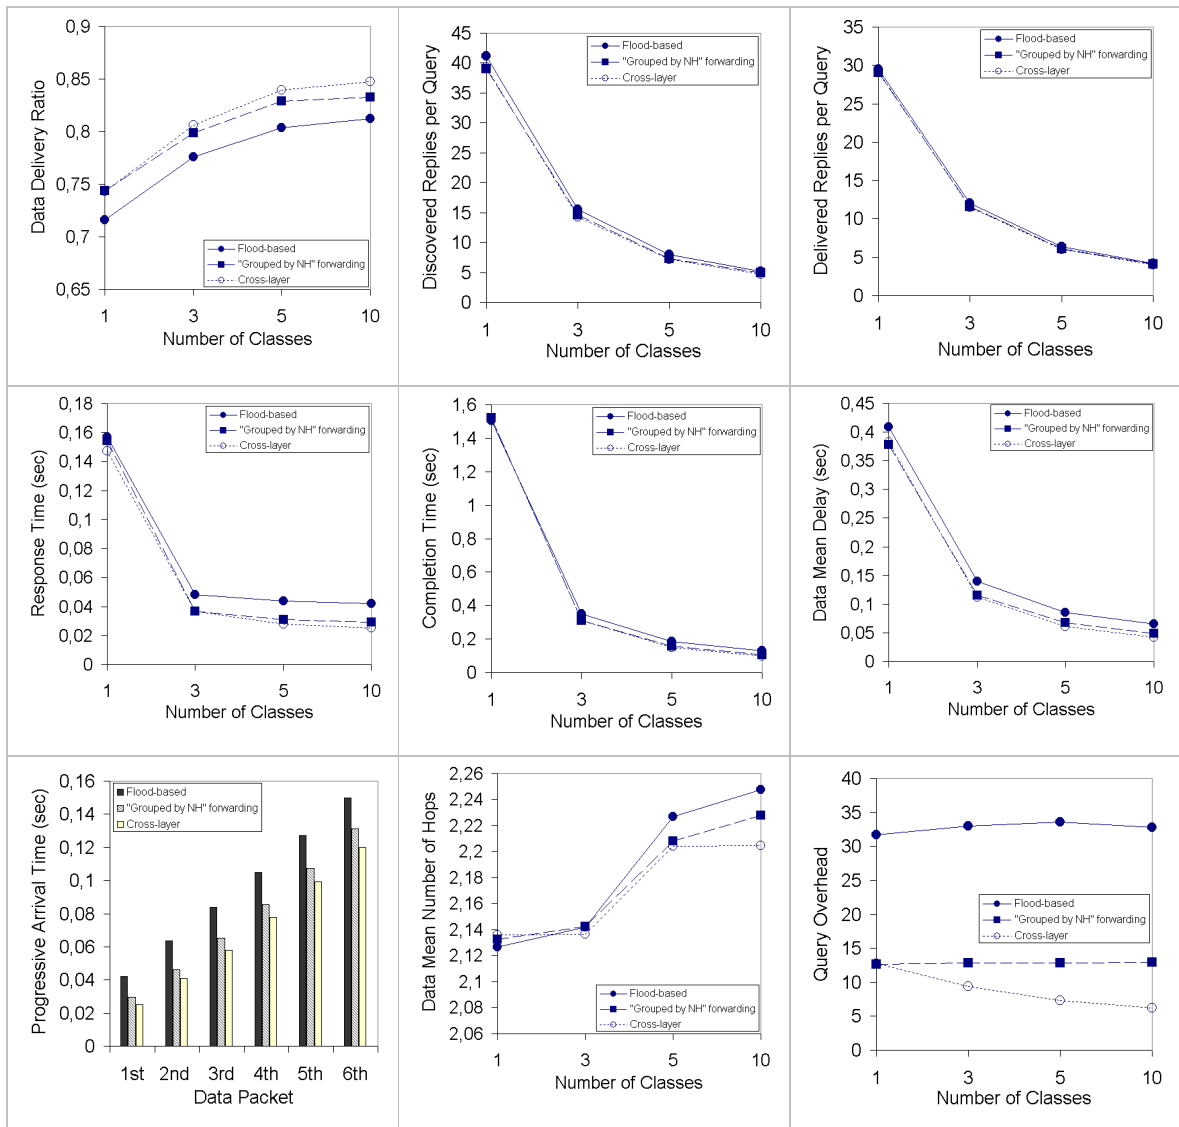 Data Delivery Ratio
0,9
0,85
0,8
0,75
0,7
0,65
Flood-based
"Grouped by NH" forwarding
Cross-layer
1 3 5 10
Number of Classes
Discovered Replies per Query
45
40
35
30
25
20
15
10
5
0
Flood-based
"Grouped by NH" forwarding
Cross-layer
1 3 5 10
Number of Classes
Delivered Replies per Query
35
30
25
20
15
10
5
0
Flood-based
"Grouped by NH" forwarding
Cross-layer
1 3 5 10
Number of Classes
Response Time (sec)
0,18
0,16
0,14
0,12
0,1
0,08
0,06
0,04
0,02
0
Flood-based
"Grouped by NH" forwarding
Cross-layer
1 3 5 10
Number of Classes
Completion Time (sec)
1,6
1,4
1,2
1
0,8
0,6
0,4
0,2
0
Flood-based
"Grouped by NH" forwarding
Cross-layer
1 3 5 10
Number of Classes
Data Mean Delay (sec)
0,45
0,4
0,35
0,3
0,25
0,2
0,15
0,1
0,05
0
Flood-based
"Grouped by NH" forwarding
Cross-layer
1 3 5 10
Number of Classes
Progressive Arrival Time (sec)
0,16
0,14
0,12
0,1
0,08
0,06
0,04
0,02
0
Flood-based
"Grouped by NH" forwarding
Cross-layer
1st 2nd 3rd 4th 5th 6th
Data Packet
Data Mean Number of Hops
2,26
2,24
2,22
2,2
2,18
2,16
2,14
2,12
2,1
2,08
2,06
Flood-based
"Grouped by NH" forwarding
Cross-layer
1 3 5 10
Number of Classes
Query Overhead
40
35
30
25
20
15
10
5
0
Flood-based
"Grouped by NH" forwarding
Cross-layer
1 3 5 10
Number of Classes